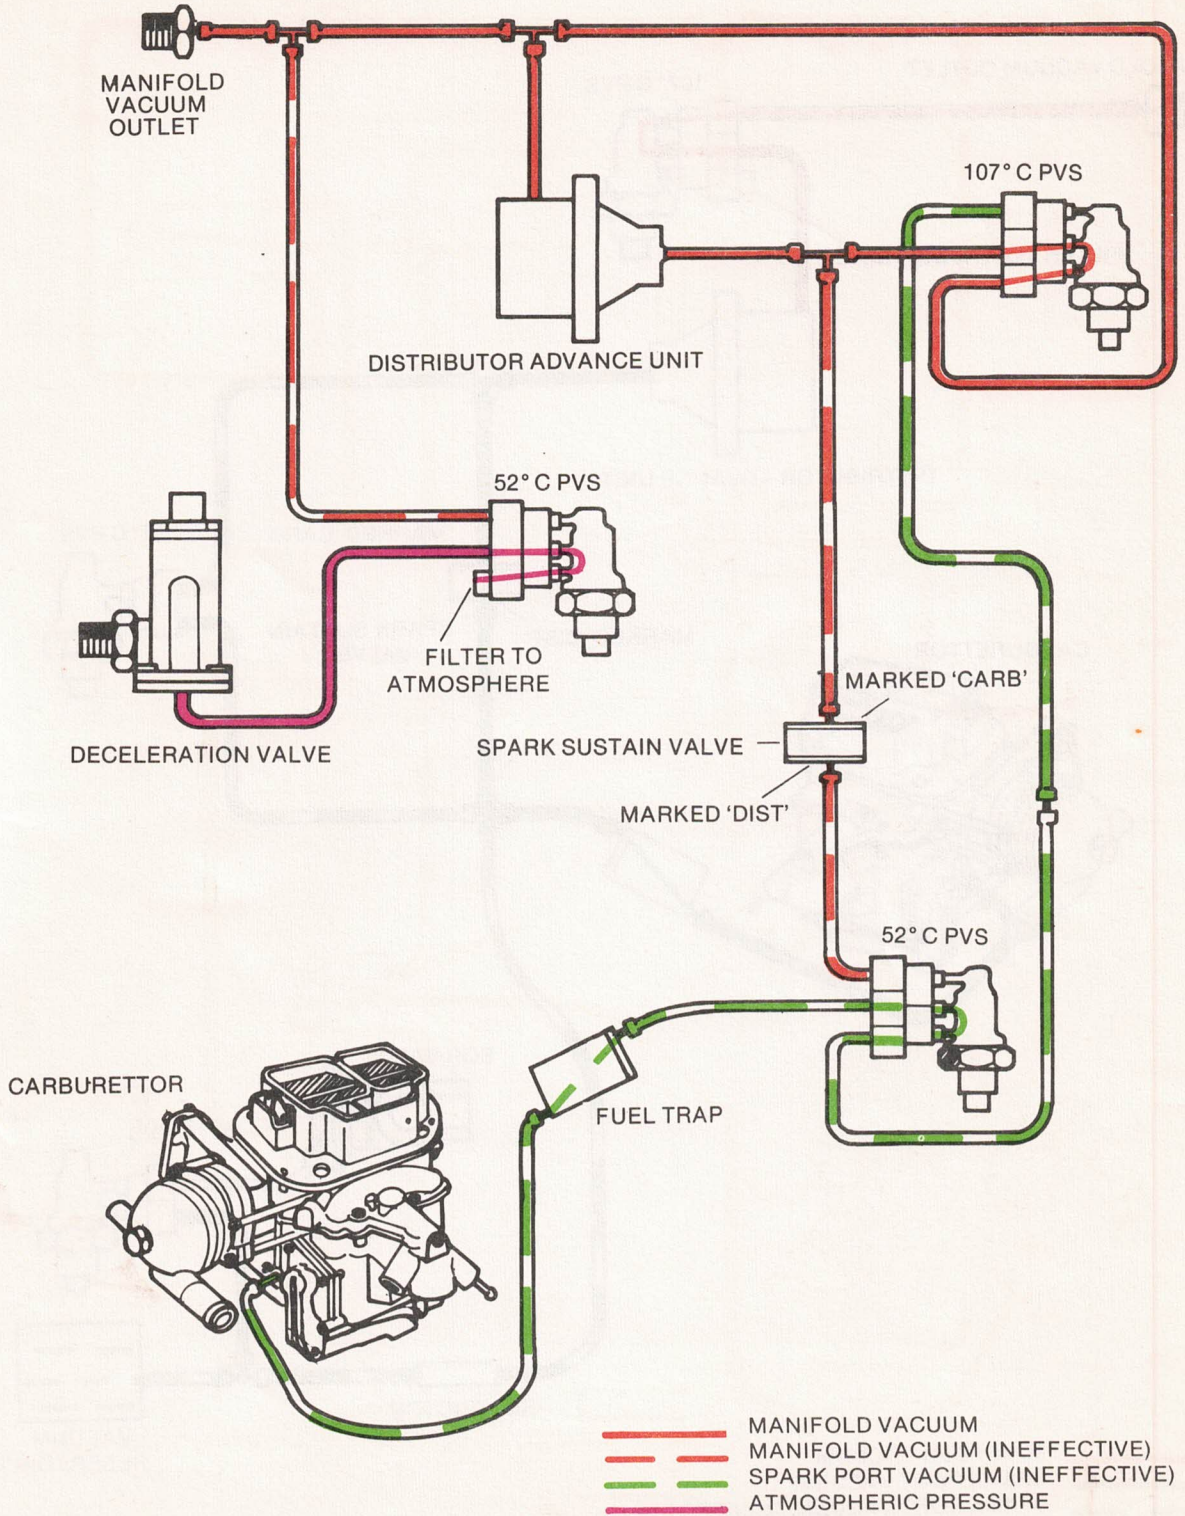 MANIFOLD
VACUUM
OUTLET
107° C PVS
DISTRIBUTOR ADVANCE UNIT
52° C PVS
FILTER TO
ATMOSPHERE
MARKED ‘CARB’
SPARK SUSTAIN VALVE
DECELERATION VALVE
MARKED ‘DIST’
52° C PVS
CARBURETTOR
FUEL TRAP
MANIFOLD VACUUM
MANIFOLD VACUUM (INEFFECTIVE)
SPARK PORT VACUUM (INEFFECTIVE)
ATMOSPHERIC PRESSURE